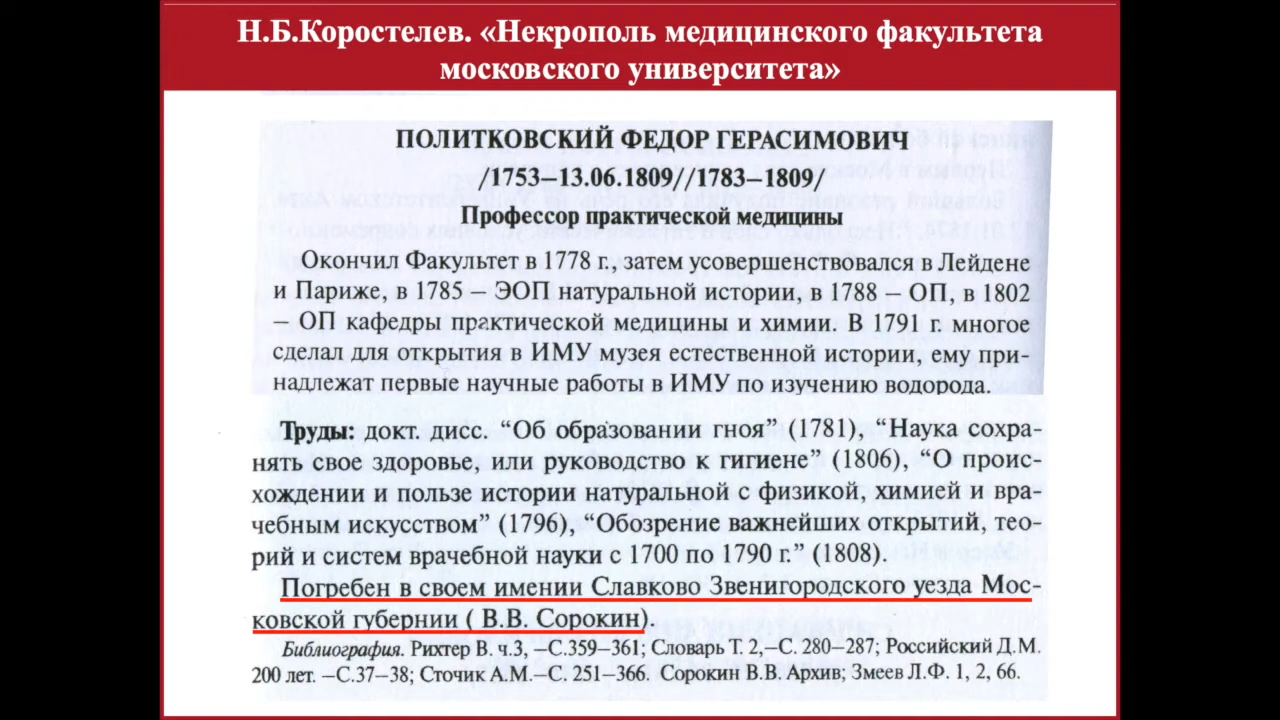 Н.Б.Коростелев. «Некрополь медицинского факультета
московского университета»
ПОЛИТКОВСКИЙ ФЕДОР ГЕРАСИМОВИЧ
/1753–13.06.1809//1783–1809/
Профессор практической медицины
Окончил Факультет в 1778 г., затем усовершенствовался в Лейдене
и Париже, в 1785 – ЭОП натуральной истории, в 1788 – ОП, в 1802
– ОП кафедры практической медицины и химии. В 1791 г. многое
сделал для открытия в ИМУ музея естественной истории, ему при-
надлежат первые научные работы в ИМУ по изучению водорода.
Труды: докт. дисс. “Об образовании гноя” (1781), “Наука сохра-
нять свое здоровье, или руководство к гигиене” (1806), “О проис-
хождении и пользе истории натуральной с физикой, химией и вра-
чебным искусством” (1796), “Обозрение важнейших открытий, тео-
рий и систем врачебной науки с 1700 по 1790 г.” (1808).
Погребен в своем имении Славково Звенигородского уезда Мос-
ковской губернии ( В.В. Сорокин).
Библиография. Рихтер В. ч.3, –С.359–361; Словарь Т. 2,–С. 280–287; Российский Д.М.
200 лет. –С.37–38; Сточик А.М.–С. 251–366. Сорокин В.В. Архив; Змеев Л.Ф. 1, 2, 66.